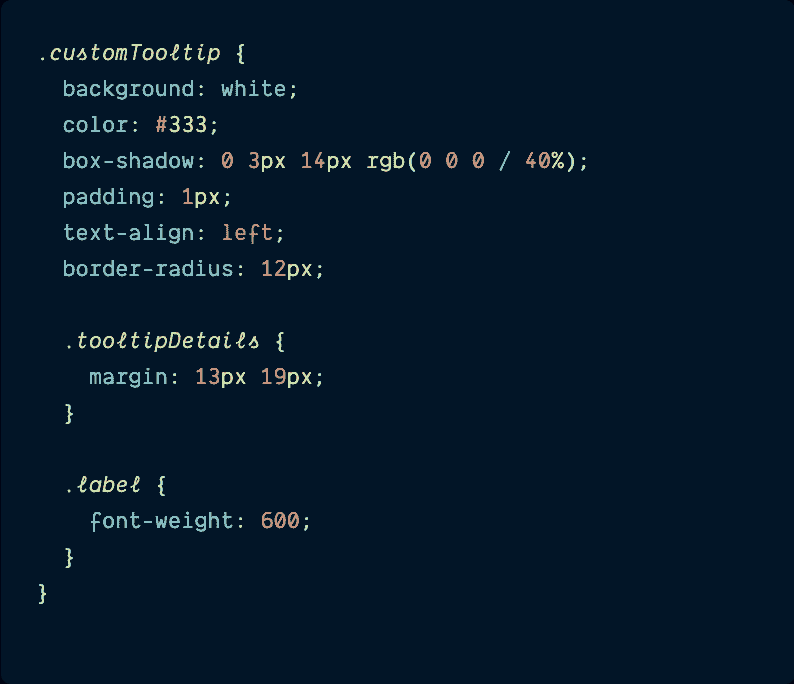 .customTooltip {
  background: white;
  color: #333;
  box-shadow: 0 3px 14px rgb(0 0 0 / 40%);
  padding: 1px;
  text-align: left;
  border-radius: 12px;

  .tooltipDetails {
    margin: 13px 19px;
  }

  .label {
    font-weight: 600;
  }
}